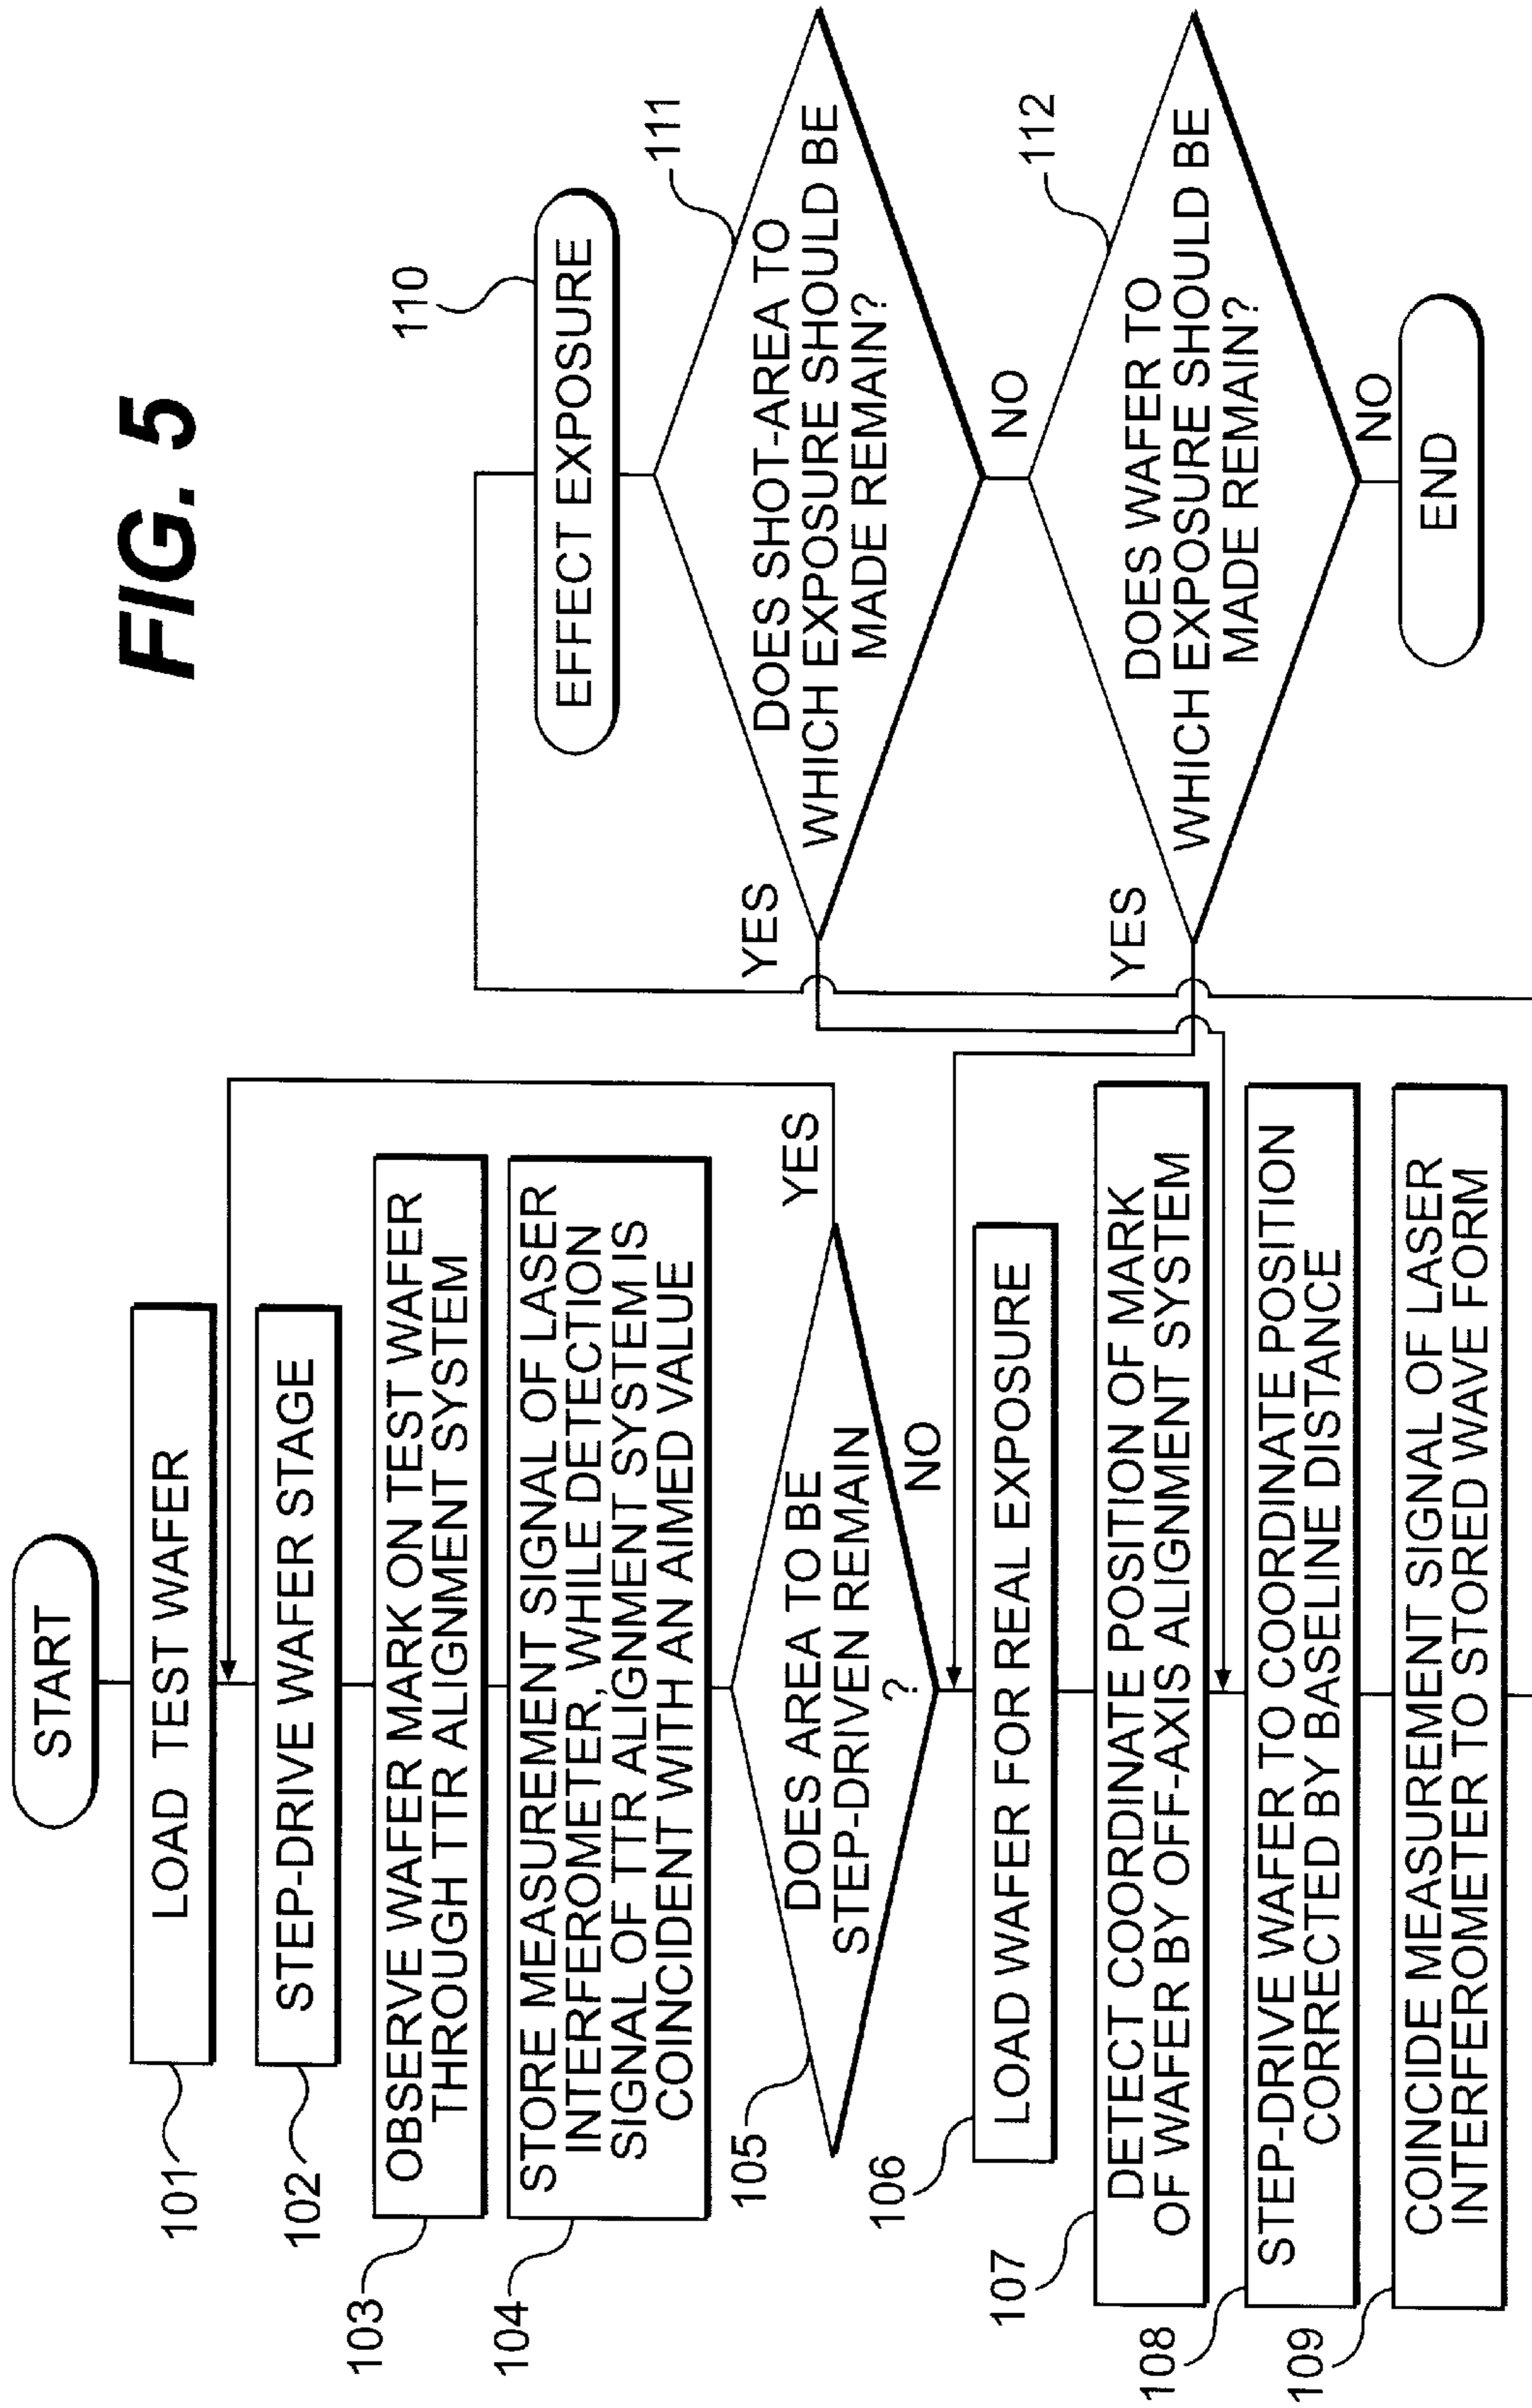 FIG. 5
START
101
LOAD TEST WAFER
102
STEP-DRIVE WAFER STAGE
103
OBSERVE WAFER MARK ON TEST WAFER
THROUGH TTR ALIGNMENT SYSTEM
104
STORE MEASUREMENT SIGNAL OF LASER
INTERFEROMETER, WHILE DETECTION
SIGNAL OF TTR ALIGNMENT SYSTEM IS
COINCIDENT WITH AN AIMED VALUE
105
DOES AREA TO BE
STEP-DRIVEN REMAIN
?
YES
NO
106
LOAD WAFER FOR REAL EXPOSURE
107
DETECT COORDINATE POSITION OF MARK
OF WAFER BY OFF-AXIS ALIGNMENT SYSTEM
108
STEP-DRIVE WAFER TO COORDINATE POSITION
CORRECTED BY BASELINE DISTANCE
109
COINCIDE MEASUREMENT SIGNAL OF LASER
INTERFEROMETER TO STORED WAVE FORM
110
EFFECT EXPOSURE
111
DOES SHOT-AREA TO
WHICH EXPOSURE SHOULD BE
MADE REMAIN?
YES
NO
112
DOES WAFER TO
WHICH EXPOSURE SHOULD BE
MADE REMAIN?
YES
NO
END